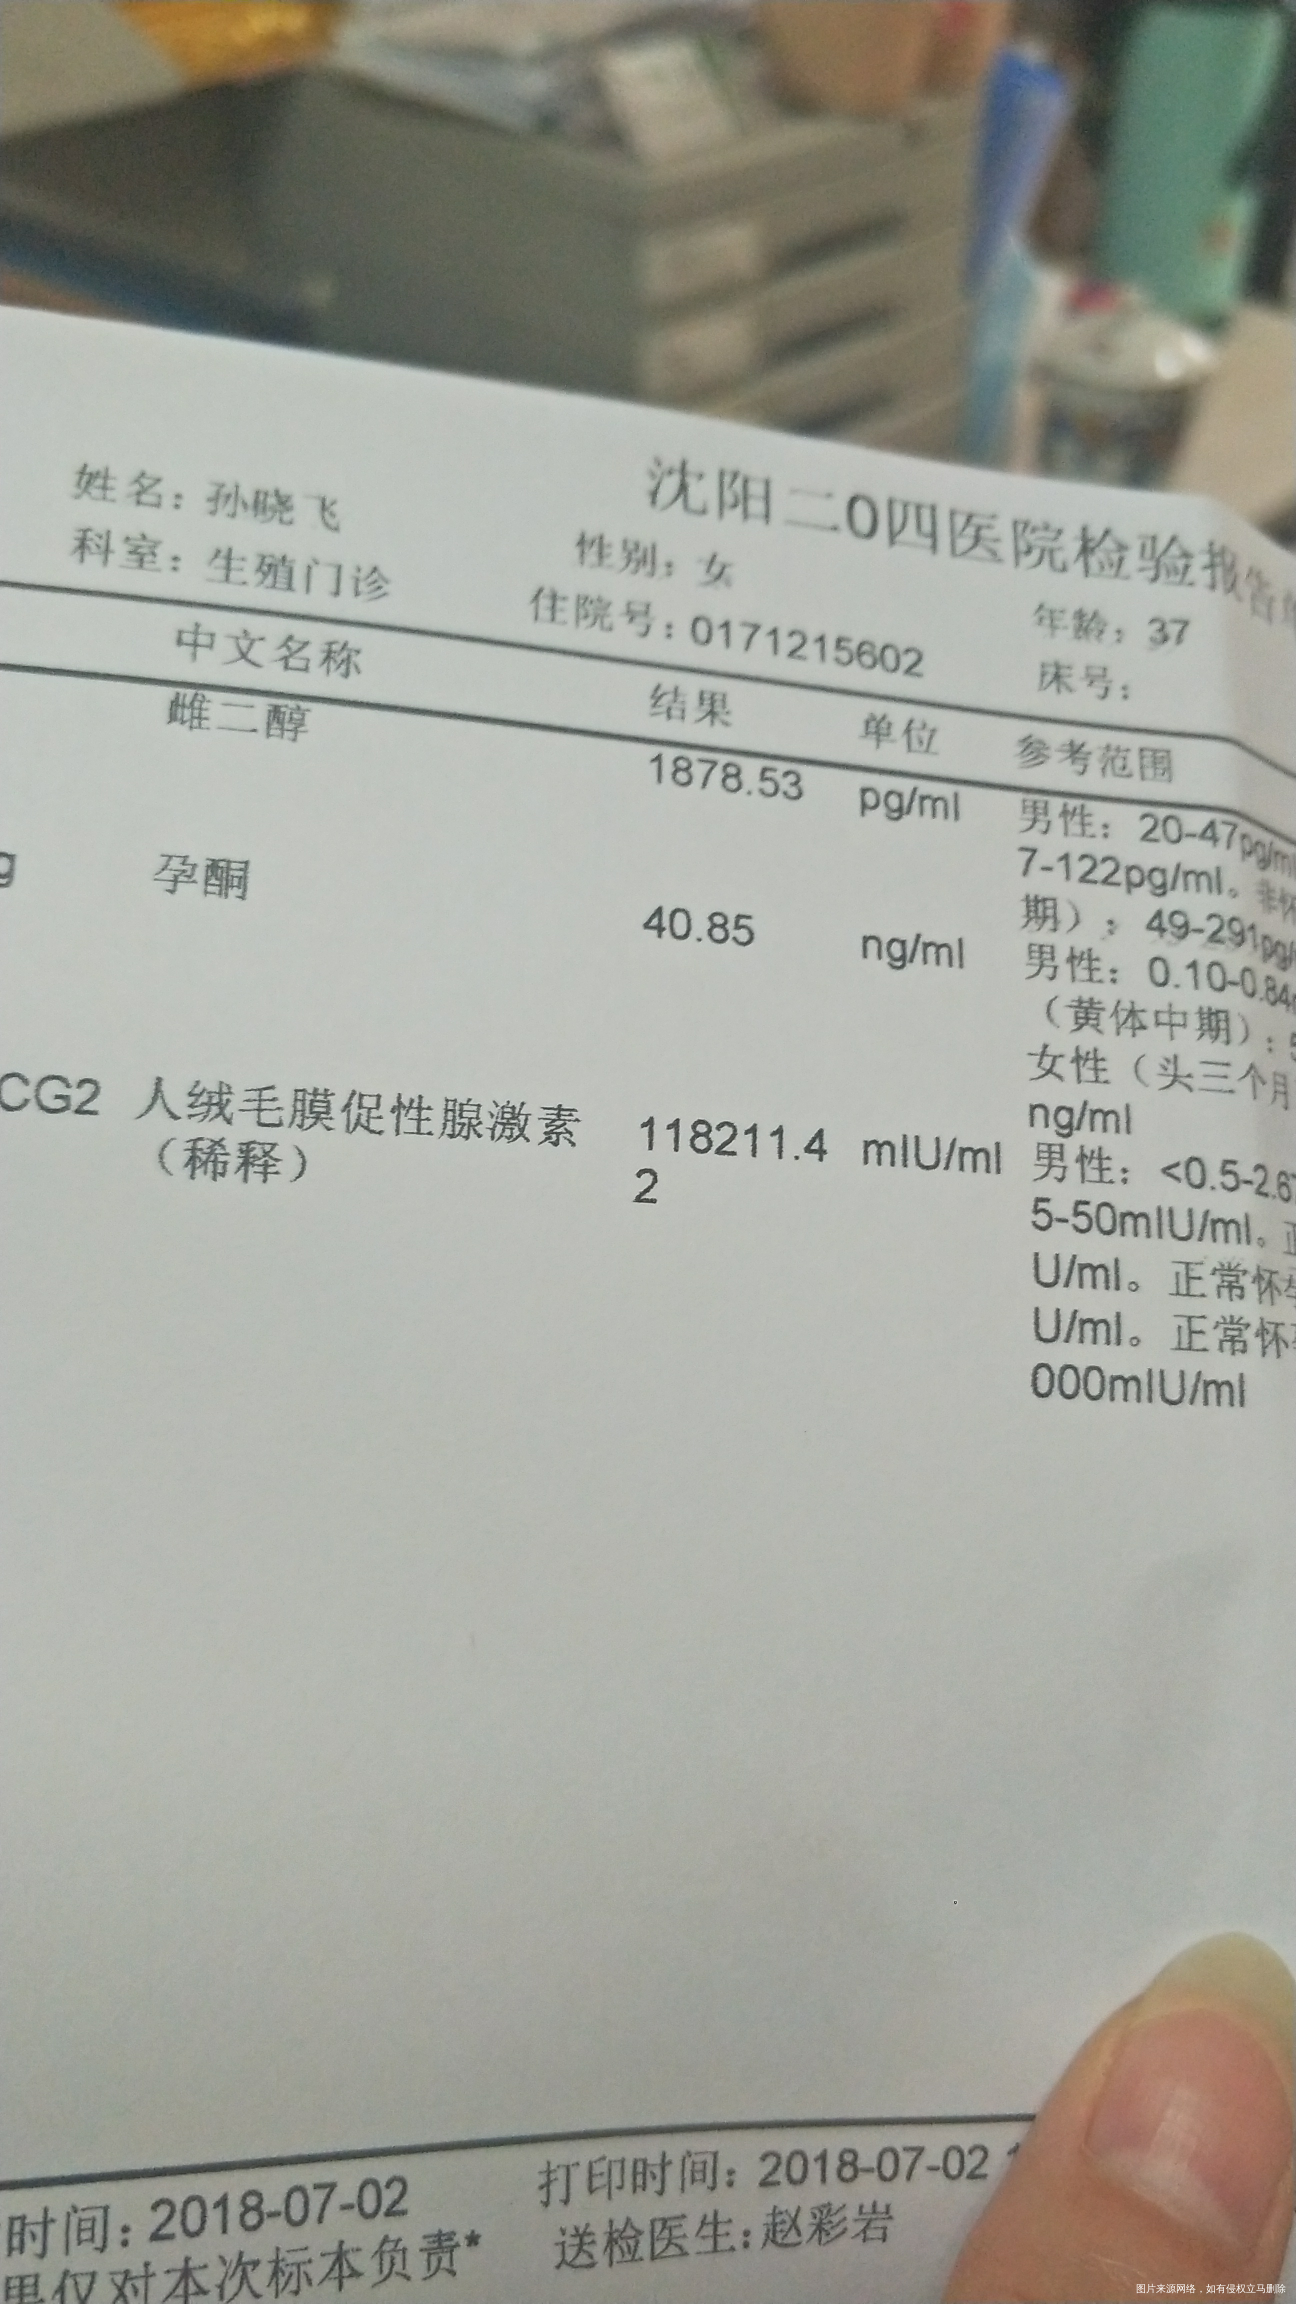 沈阳二0四医院检验报告单
姓名：孙晓飞 性别：女 年龄：37
科室：生殖门诊 住院号：0171215602 床号：
中文名称 结果 单位 参考范围
雌二醇 1878.53 pg/ml 男性：20-47pg/ml
7-122pg/ml。非怀
期）；49-291pg/
g 孕酮 40.85 ng/ml 男性：0.10-0.84
（黄体中期）：5
女性（头三个月
ng/ml
CG2 人绒毛膜促性腺激素 118211.4 mIU/ml 男性：<0.5-2.67
（稀释） 2 5-50mIU/ml。正
U/ml。正常怀孕
U/ml。正常怀
000mIU/ml
时间：2018-07-02 打印时间：2018-07-02
果仅对本次标本负责* 送检医生：赵彩岩
图片来源网络，如有侵权立马删除